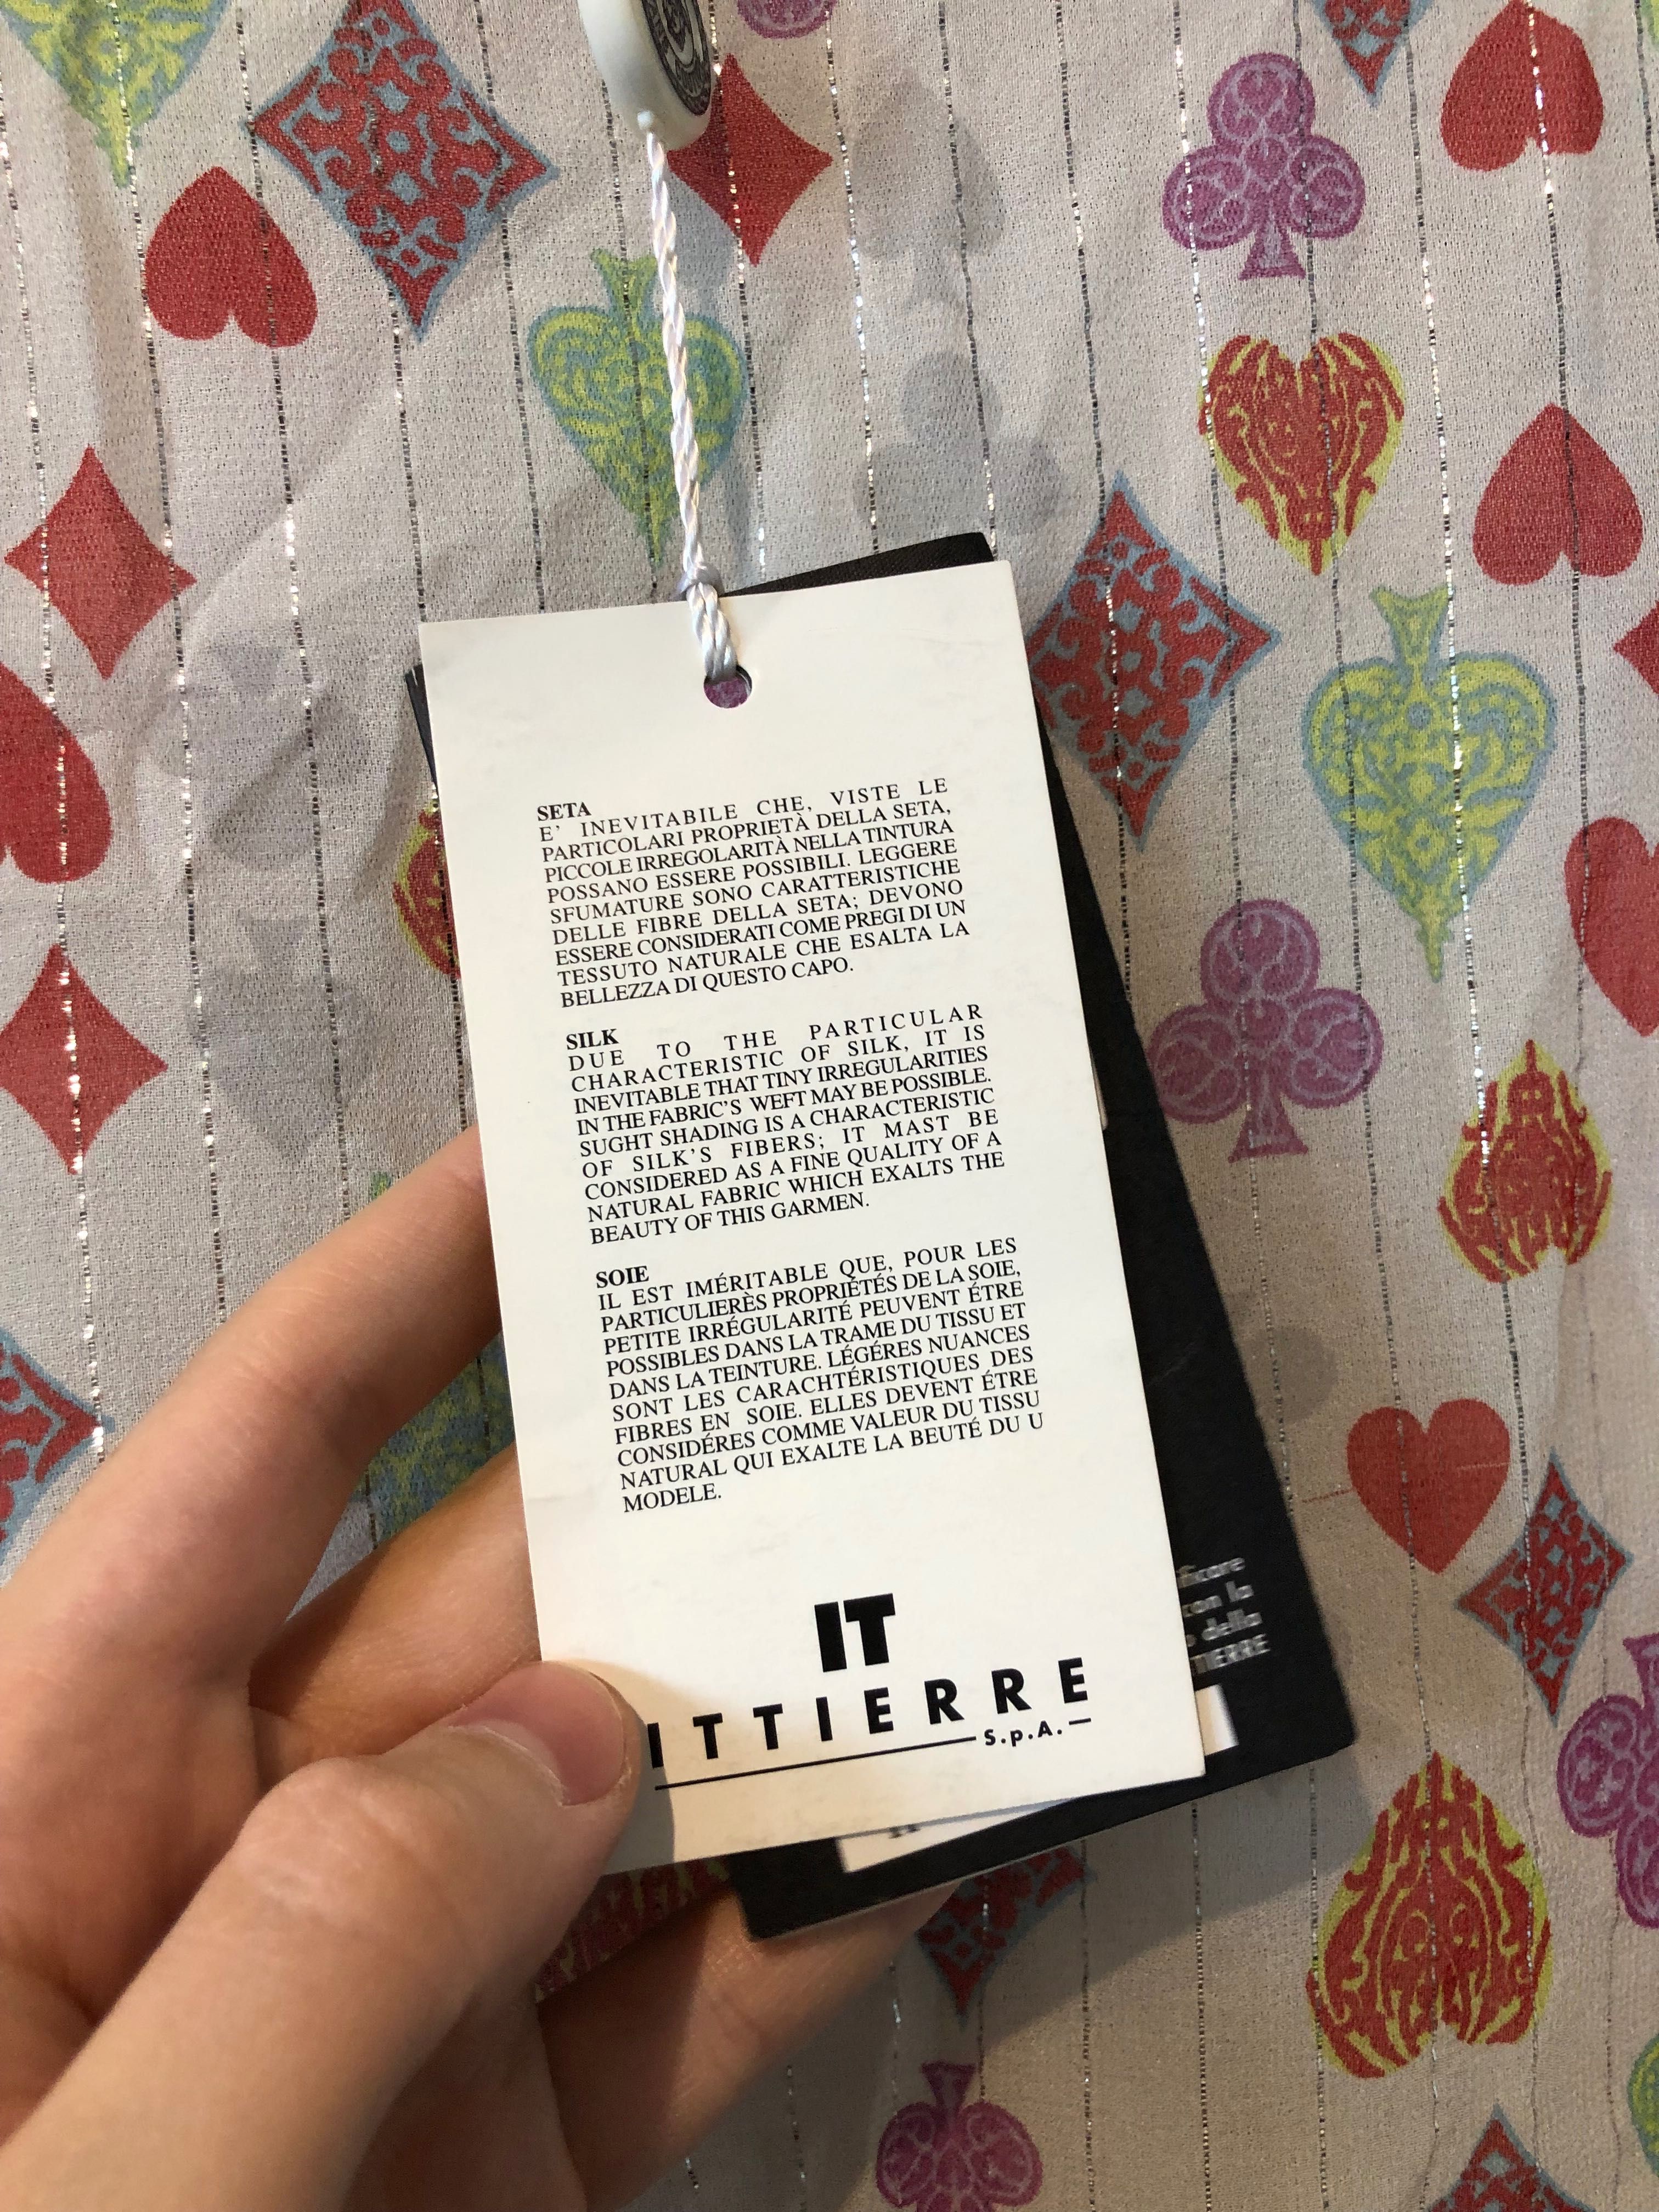 SETA
E' INEVITABILE CHE, VISTE LE
PARTICOLARI PROPRIETÀ DELLA SETA,
PICCOLE IRREGOLARITÀ NELLA TINTURA
POSSANO ESSERE POSSIBILI. LEGGERE
SFUMATURE SONO CARATTERISTICHE
DELLE FIBRE DELLA SETA; DEVONO
ESSERE CONSIDERATI COME PREGI DI UN
TESSUTO NATURALE CHE ESALTA LA
BELLEZZA DI QUESTO CAPO.
SILK
DUE TO THE PARTICULAR
CHARACTERISTIC OF SILK, IT IS
INEVITABLE THAT TINY IRREGULARITIES
IN THE FABRIC'S WEFT MAY BE POSSIBLE.
SUGHT SHADING IS A CHARACTERISTIC
OF SILK'S FIBERS; IT MAST BE
CONSIDERED AS A FINE QUALITY OF A
NATURAL FABRIC WHICH EXALTS THE
BEAUTY OF THIS GARMEN.
SOIE
IL EST IMÉRITABLE QUE, POUR LES
PARTICULIERÈS PROPRIÉTÉS DE LA SOIE,
PETITE IRRÉGULARITÉ PEUVENT ÉTRE
POSSIBLES DANS LA TRAME DU TISSU ET
DANS LA TEINTURE. LÉGÉRES NUANCES
SONT LES CARACHTÉRISTIQUES DES
FIBRES EN SOIE. ELLES DEVENT ÉTRE
CONSIDÉRES COMME VALEUR DU TISSU
NATURAL QUI EXALTE LA BEUTÉ DU U
MODELE.
IT
ITTIERRE
S.p.A.
ficare
con la
della
TIERRE